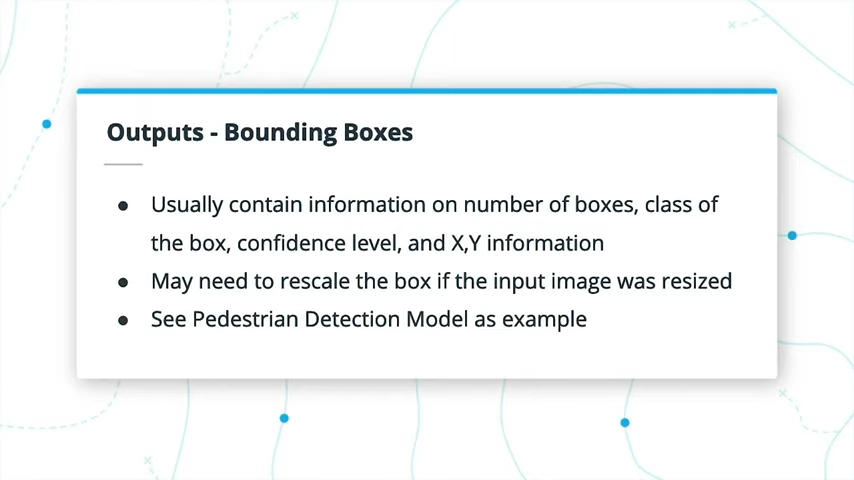 Outputs - Bounding Boxes
● Usually contain information on number of boxes, class of
the box, confidence level, and X,Y information
● May need to rescale the box if the input image was resized
● See Pedestrian Detection Model as example